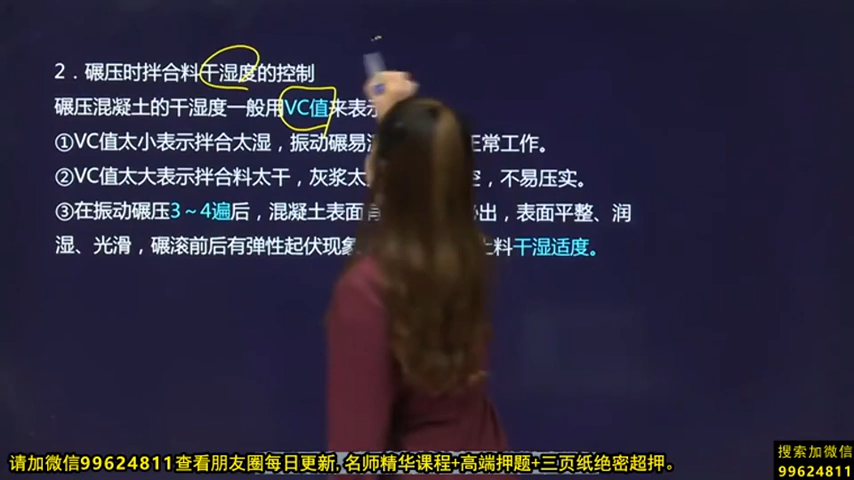 2．碾压时拌合料干湿度的控制
碾压混凝土的干湿度一般用VC值来表
①VC值太小表示拌合太湿，振动碾易 正常工作。
②VC值太大表示拌合料太干，灰浆太 ，不易压实。
③在振动碾压3～4遍后，混凝土表面 出，表面平整、润
湿、光滑，碾滚前后有弹性起伏现 料干湿适度。
请加微信99624811查看朋友圈每日更新,名师精华课程+高端押题+三页纸绝密超押。
搜索加微信
99624811